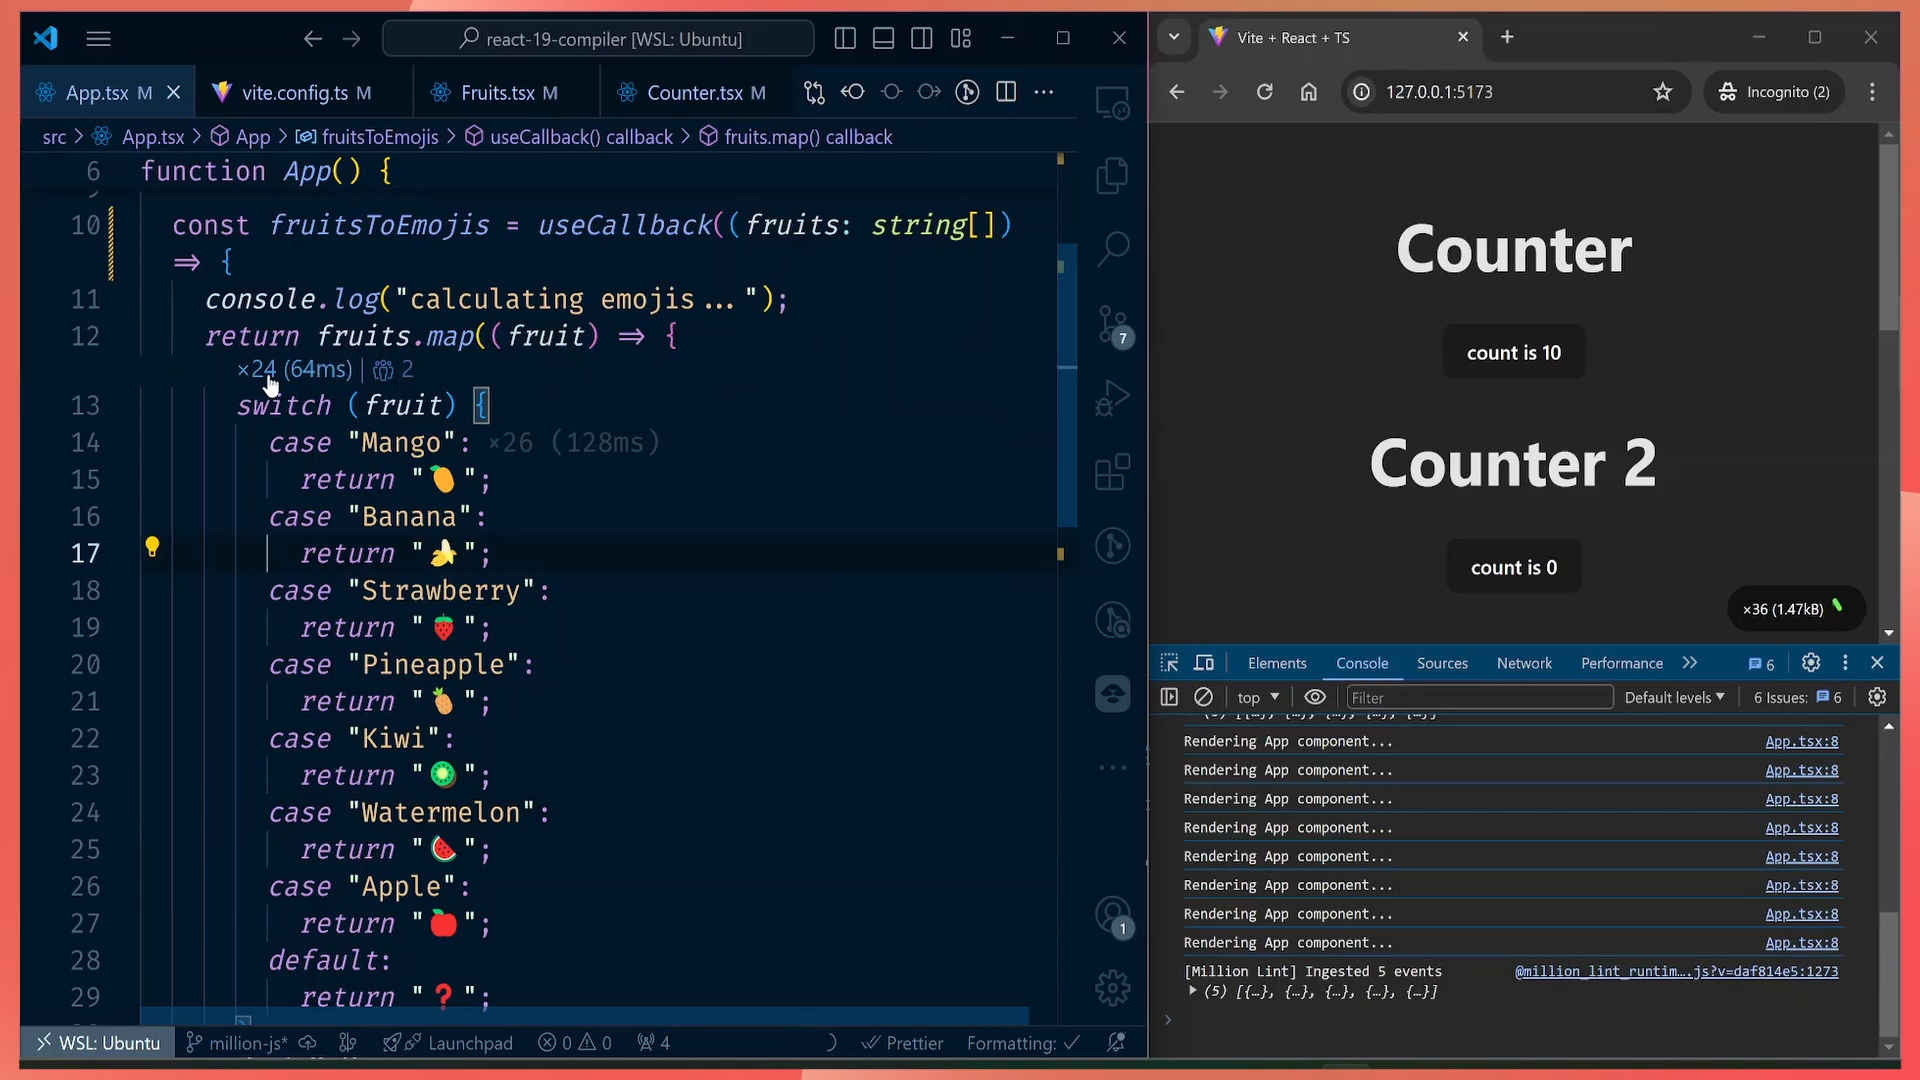 react-19-compiler [WSL: Ubuntu]
App.tsx M
vite.config.ts M
Fruits.tsx M
Counter.tsx M
src > App.tsx > App > fruitsToEmojis > useCallback() callback > fruits.map() callback
6 function App() {
10 const fruitsToEmojis = useCallback((fruits: string[])
=> {
11 console.log("calculating emojis...");
12 return fruits.map((fruit) => {
×24 (64ms) | 2
13 switch (fruit) {
14 case "Mango": ×26 (128ms)
15 return "🥭";
16 case "Banana":
17 return "🍌";
18 case "Strawberry":
19 return "🍓";
20 case "Pineapple":
21 return "🍍";
22 case "Kiwi":
23 return "🥝";
24 case "Watermelon":
25 return "🍉";
26 case "Apple":
27 return "🍎";
28 default:
29 return "❓";
7
1
WSL: Ubuntu
million-js*
Launchpad
0 0
4
Prettier
Formatting: ✓
Vite + React + TS
127.0.0.1:5173
Incognito (2)
Counter
count is 10
Counter 2
count is 0
×36 (1.47kB)
Elements Console Sources Network Performance 6
top
Filter
Default levels
6 Issues: 6
Rendering App component... App.tsx:8
Rendering App component... App.tsx:8
Rendering App component... App.tsx:8
Rendering App component... App.tsx:8
Rendering App component... App.tsx:8
Rendering App component... App.tsx:8
Rendering App component... App.tsx:8
Rendering App component... App.tsx:8
[Million Lint] Ingested 5 events @million_lint_runtim….js?v=daf814e5:1273
(5) [{…}, {…}, {…}, {…}, {…}]